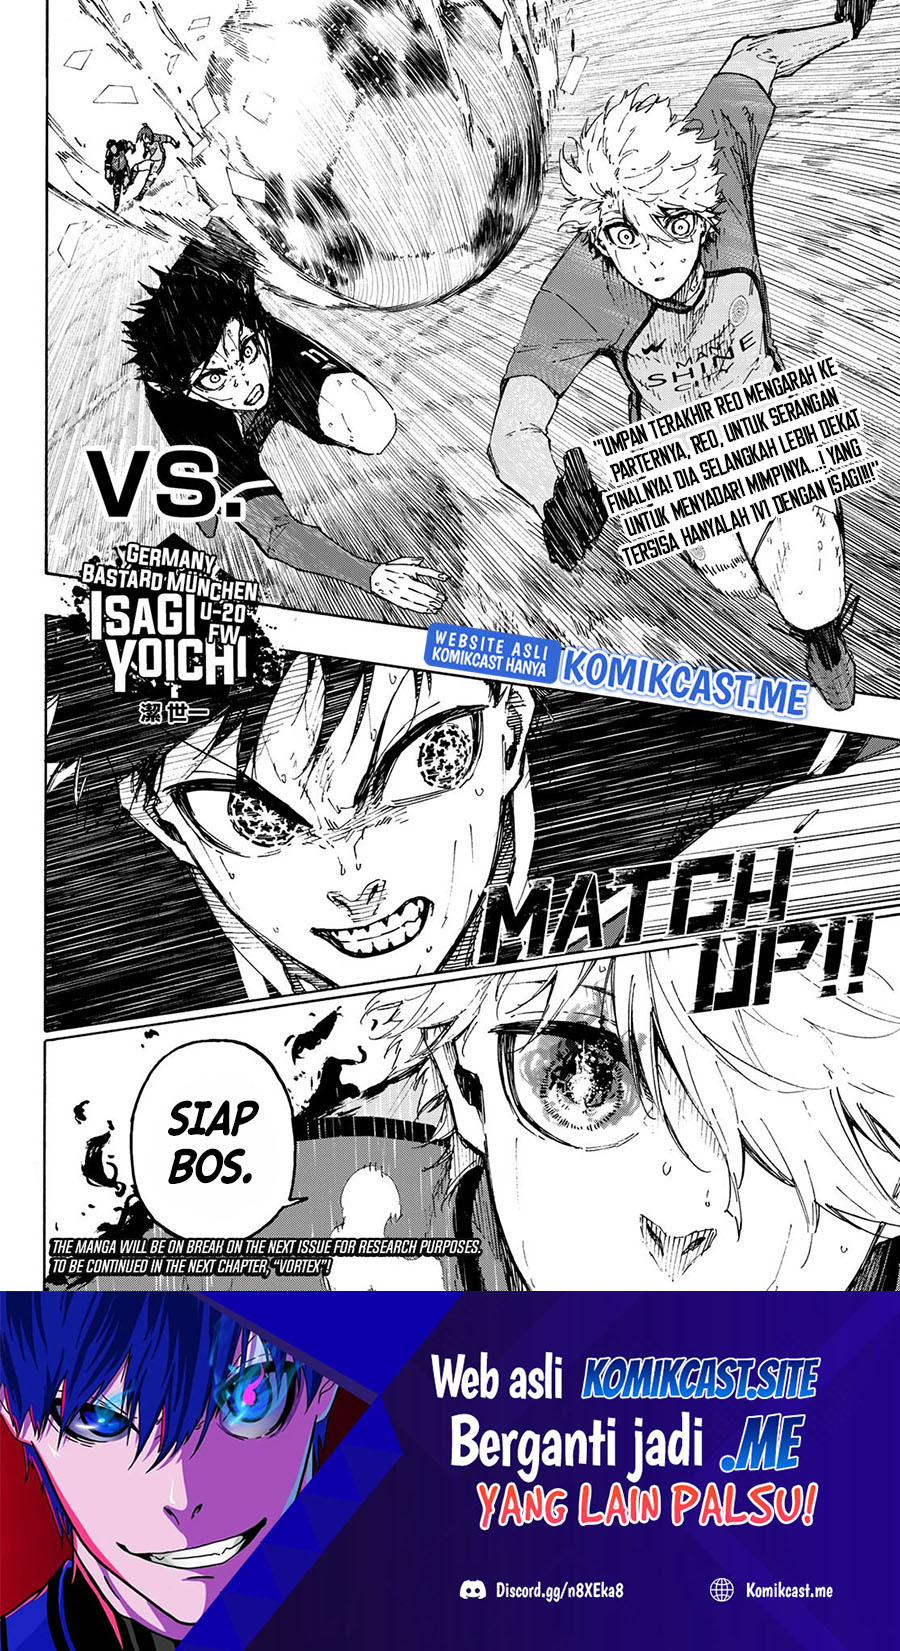 MAN
SHINE
CITY
"UMPAN TERAKHIR REO MENGARAH KE
PARTERNYA, REO, UNTUK SERANGAN
FINALNYA! DIA SELANGKAH LEBIH DEKAT
UNTUK MENYADARI MIMPINYA...! YANG
TERSISA HANYALAH 1V1 DENGAN ISAGI!!!"
VS.
GERMANY
BASTARD MÜNCHEN
ISAGI U-20
FW
YOICHI
潔 世一
WEBSITE ASLI
KOMIKCAST HANYA
KOMIKCAST.ME
MATCH
UP!!
SIAP
BOS.
THE MANGA WILL BE ON BREAK ON THE NEXT ISSUE FOR RESEARCH PURPOSES.
TO BE CONTINUED IN THE NEXT CHAPTER, "VORTEX"!
Web asli KOMIKCAST.SITE
Berganti jadi .ME
YANG LAIN PALSU!
Discord.gg/n8XEka8
Komikcast.me